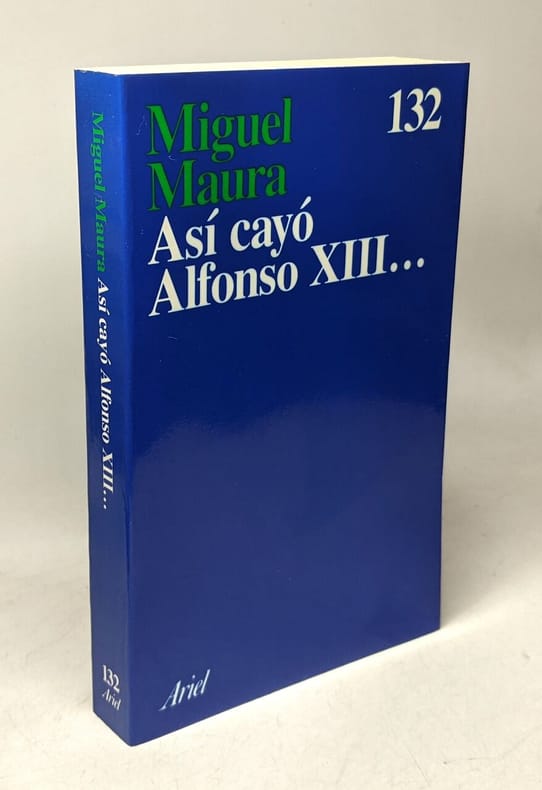 Miguel
Maura
132
Así cayó
Alfonso XIII...
Ariel
Miguel Maura Así cayó Alfonso XIII...
132
Ariel